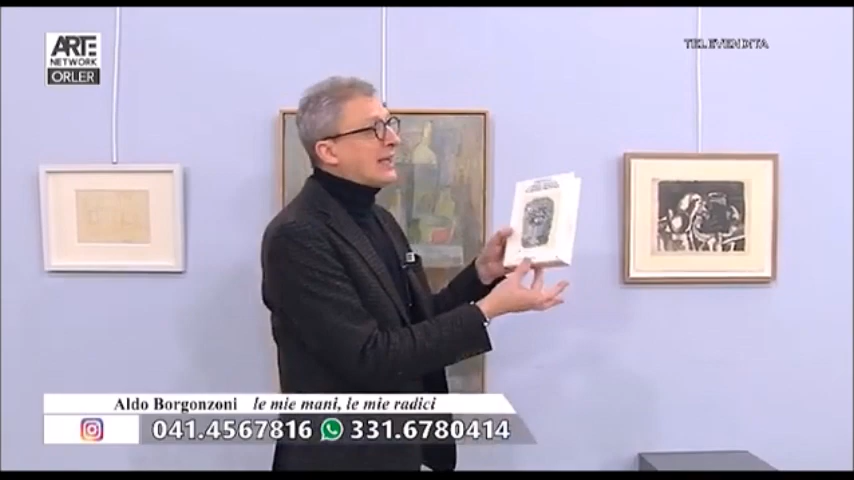 ARTE
NETWORK
ORLER
TELEVENDITA
Aldo Borgonzoni le mie mani, le mie radici
041.4567816 331.6780414